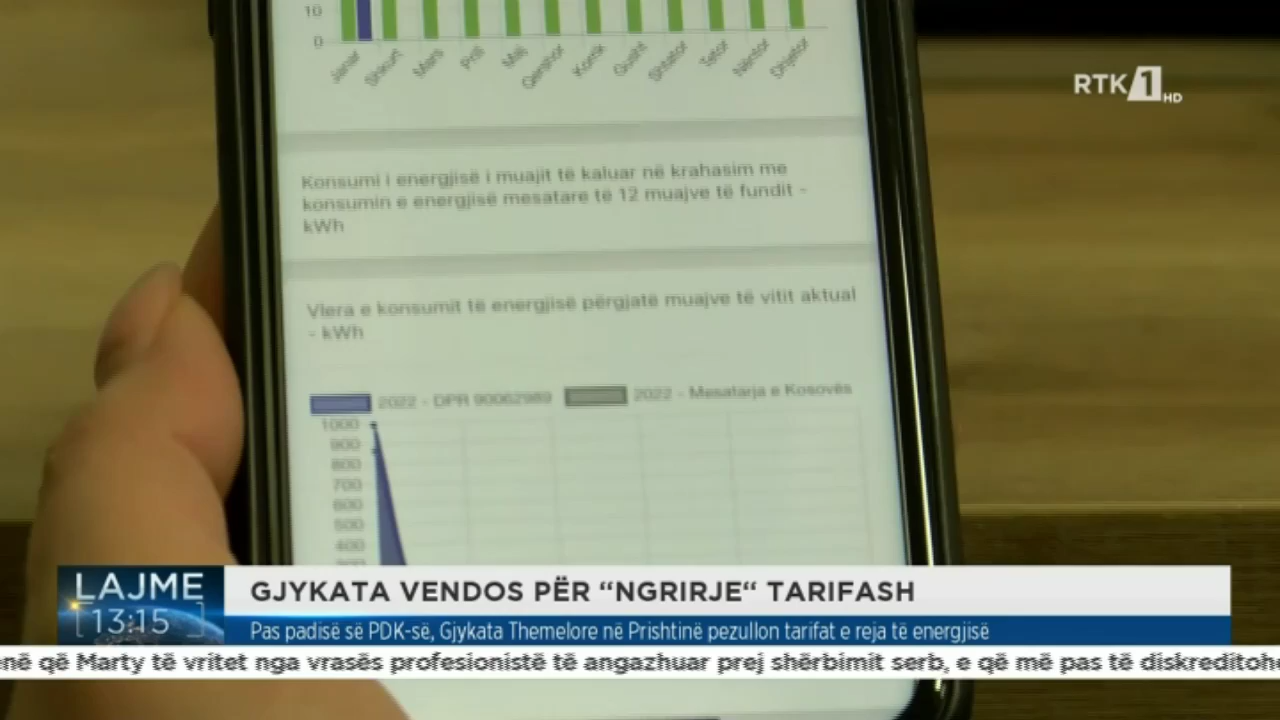 10
0
Janar Shkurt Mars Prill Maj Qershor Korrik Gusht Shtator Tetor Nëntor Dhjetor
RTK 1 HD
Konsumi i energjisë i muajit të kaluar në krahasim me
konsumin e energjisë mesatare të 12 muajve të fundit -
kWh
Vlera e konsumit të energjisë përgjatë muajve të vitit aktual
- kWh
2022 - DPR 90062989 2022 - Mesatarja e Kosovës
1000
900
800
700
600
500
400
LAJME
13:15
GJYKATA VENDOS PËR “NGRIRJE“ TARIFASH
Pas padisë së PDK-së, Gjykata Themelore në Prishtinë pezullon tarifat e reja të energjisë
enë që Marty të vritet nga vrasës profesionistë të angazhuar prej shërbimit serb, e që më pas të diskreditohe